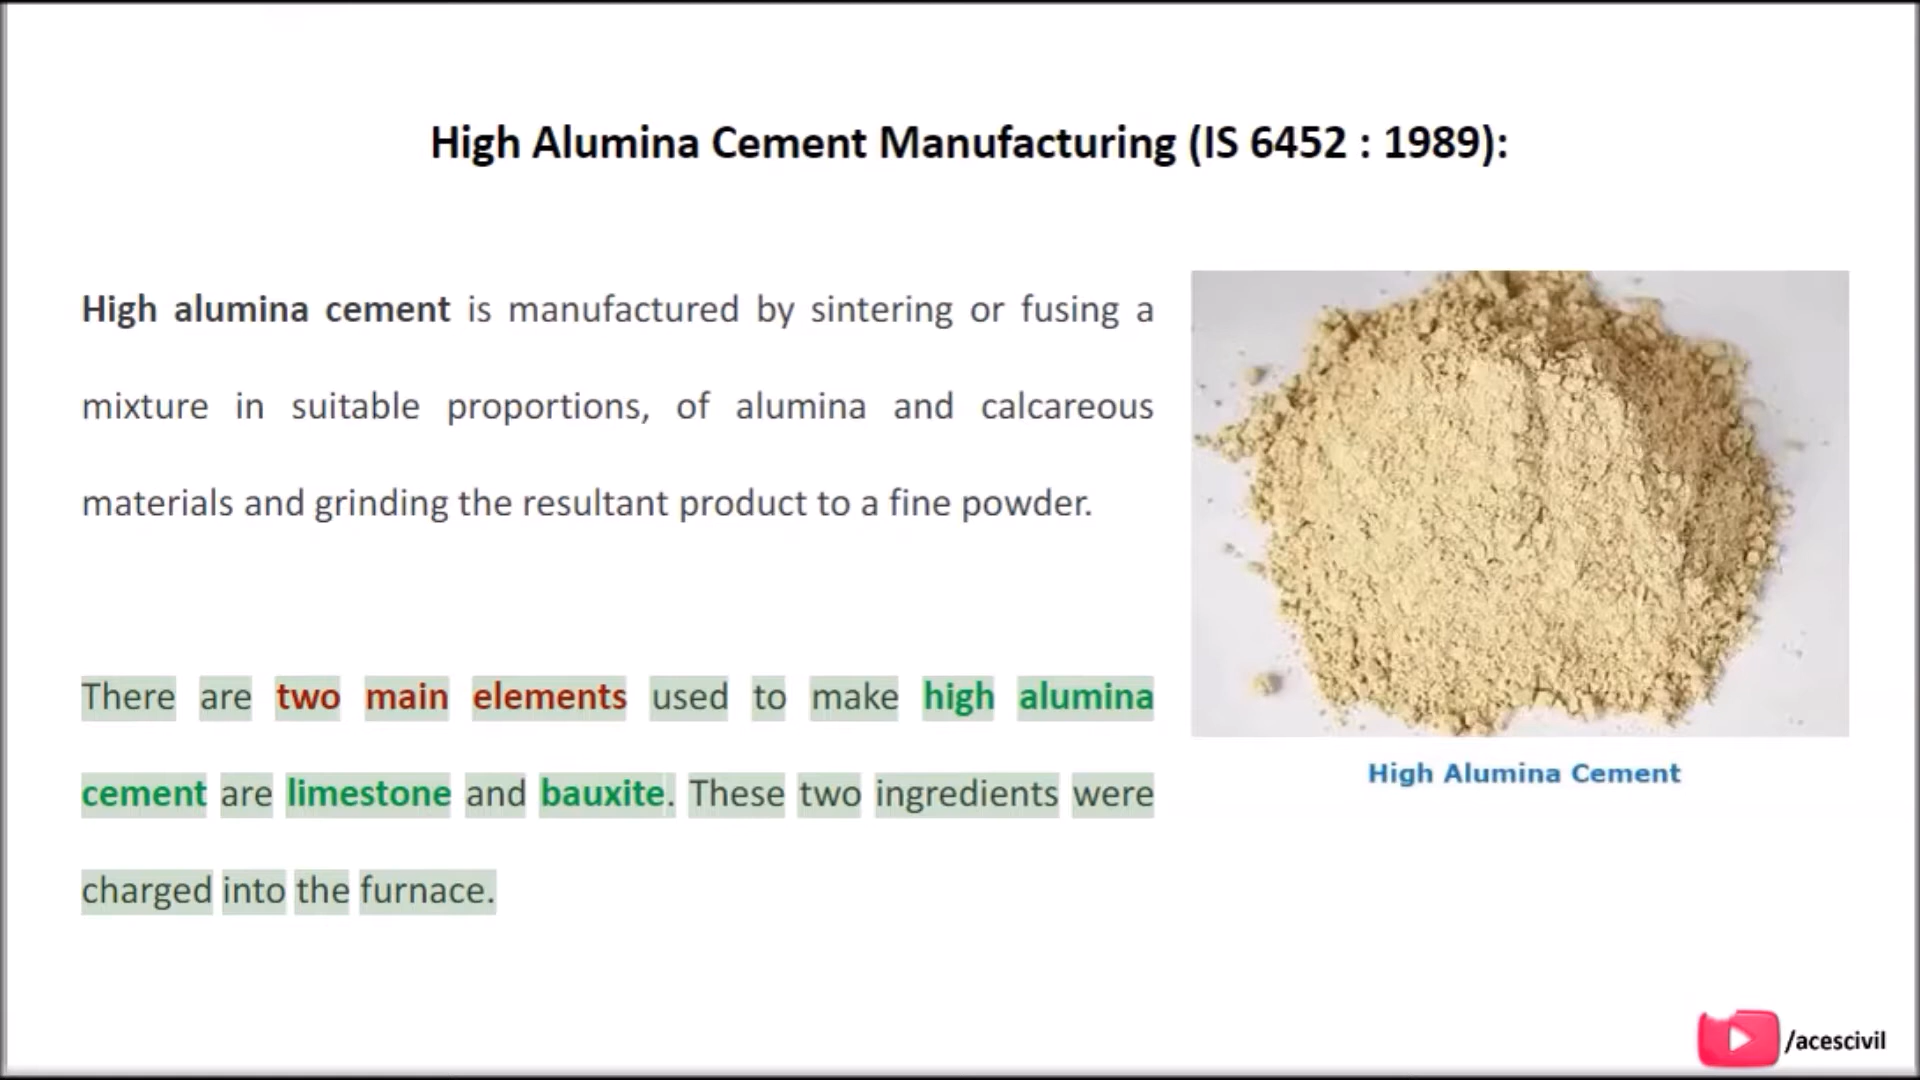 High Alumina Cement Manufacturing (IS 6452 : 1989):
High alumina cement is manufactured by sintering or fusing a
mixture in suitable proportions, of alumina and calcareous
materials and grinding the resultant product to a fine powder.
There are two main elements used to make high alumina
cement are limestone and bauxite. These two ingredients were
charged into the furnace.
High Alumina Cement
/acescivil